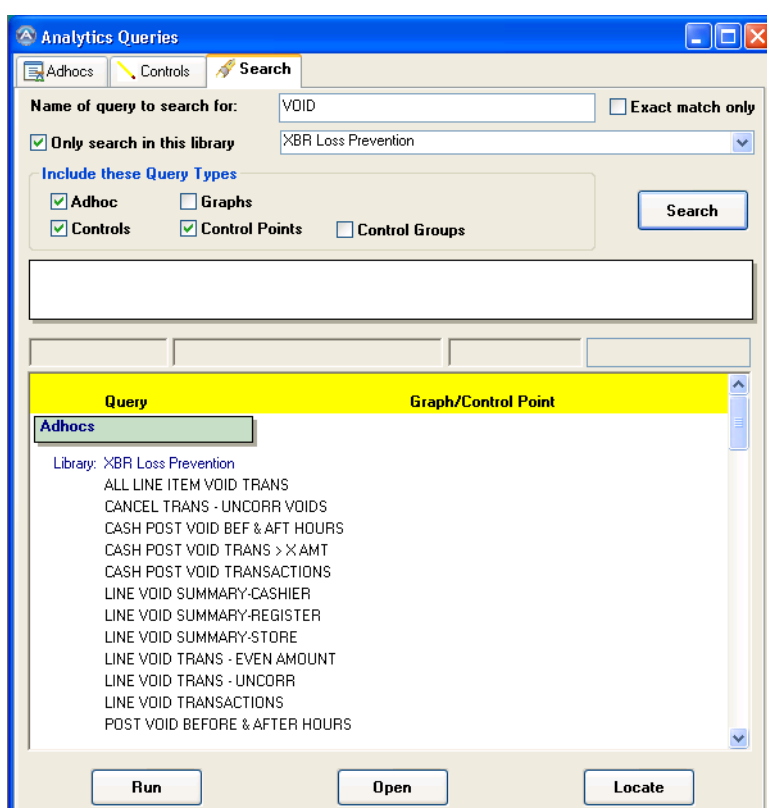 Analytics Queries
Adhocs Controls Search
Name of query to search for: VOID Exact match only
Only search in this library XBR Loss Prevention
Include these Query Types
Adhoc Graphs
Search
Controls Control Points Control Groups
Query Graph/Control Point
Adhocs
Library: XBR Loss Prevention
ALL LINE ITEM VOID TRANS
CANCEL TRANS - UNCORR VOIDS
CASH POST VOID BEF & AFT HOURS
CASH POST VOID TRANS > X AMT
CASH POST VOID TRANSACTIONS
LINE VOID SUMMARY-CASHIER
LINE VOID SUMMARY-REGISTER
LINE VOID SUMMARY-STORE
LINE VOID TRANS - EVEN AMOUNT
LINE VOID TRANS - UNCORR
LINE VOID TRANSACTIONS
POST VOID BEFORE & AFTER HOURS
Run Open Locate